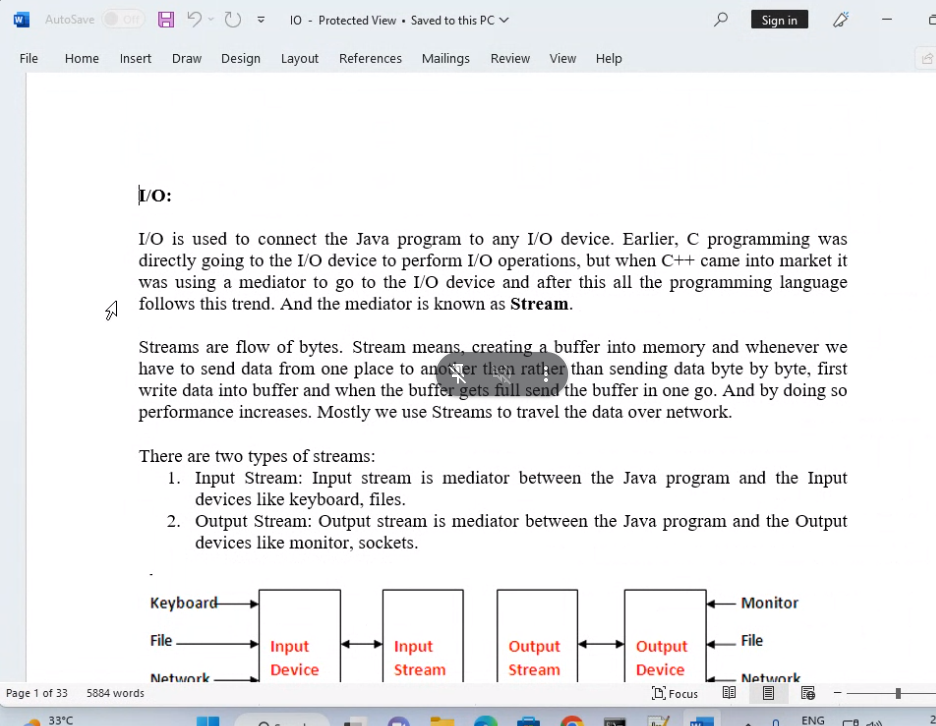 AutoSave Off IO - Protected View • Saved to this PC Sign in
File Home Insert Draw Design Layout References Mailings Review View Help
I/O:
I/O is used to connect the Java program to any I/O device. Earlier, C programming was
directly going to the I/O device to perform I/O operations, but when C++ came into market it
was using a mediator to go to the I/O device and after this all the programming language
follows this trend. And the mediator is known as Stream.
Streams are flow of bytes. Stream means, creating a buffer into memory and whenever we
have to send data from one place to another then rather than sending data byte by byte, first
write data into buffer and when the buffer gets full send the buffer in one go. And by doing so
performance increases. Mostly we use Streams to travel the data over network.
There are two types of streams:
1. Input Stream: Input stream is mediator between the Java program and the Input
devices like keyboard, files.
2. Output Stream: Output stream is mediator between the Java program and the Output
devices like monitor, sockets.
Keyboard Monitor
File File
Input Input Output Output
Device Stream Stream Device
Network Network
Page 1 of 33 5884 words Focus
33°C ENG